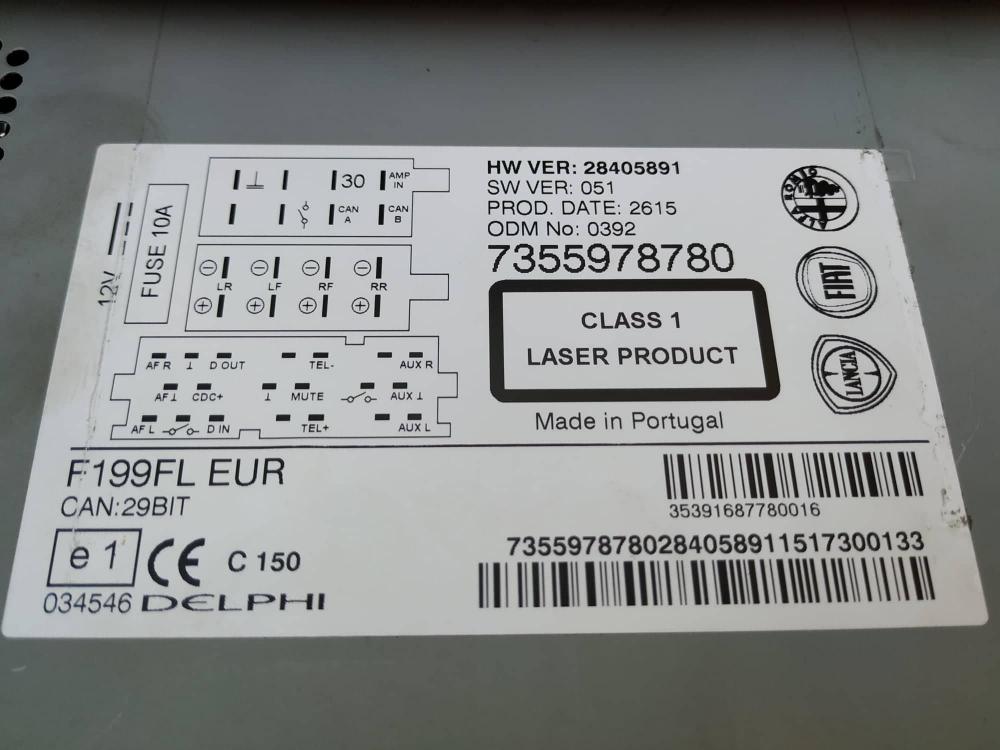 12V
FUSE 10A
30 AMP IN
CAN A CAN B
LR LF RF RR
AF R D OUT TEL- AUX R
AF CDC+ MUTE AUX
AF L D IN TEL+ AUX L
HW VER: 28405891
SW VER: 051
PROD. DATE: 2615
ODM No: 0392
7355978780
CLASS 1
LASER PRODUCT
Made in Portugal
ALFA ROMEO
FIAT
LANCIA
F199FL EUR
CAN:29BIT
35391687780016
e 1 CE C 150
7355978780284058911517300133
034546 DELPHI